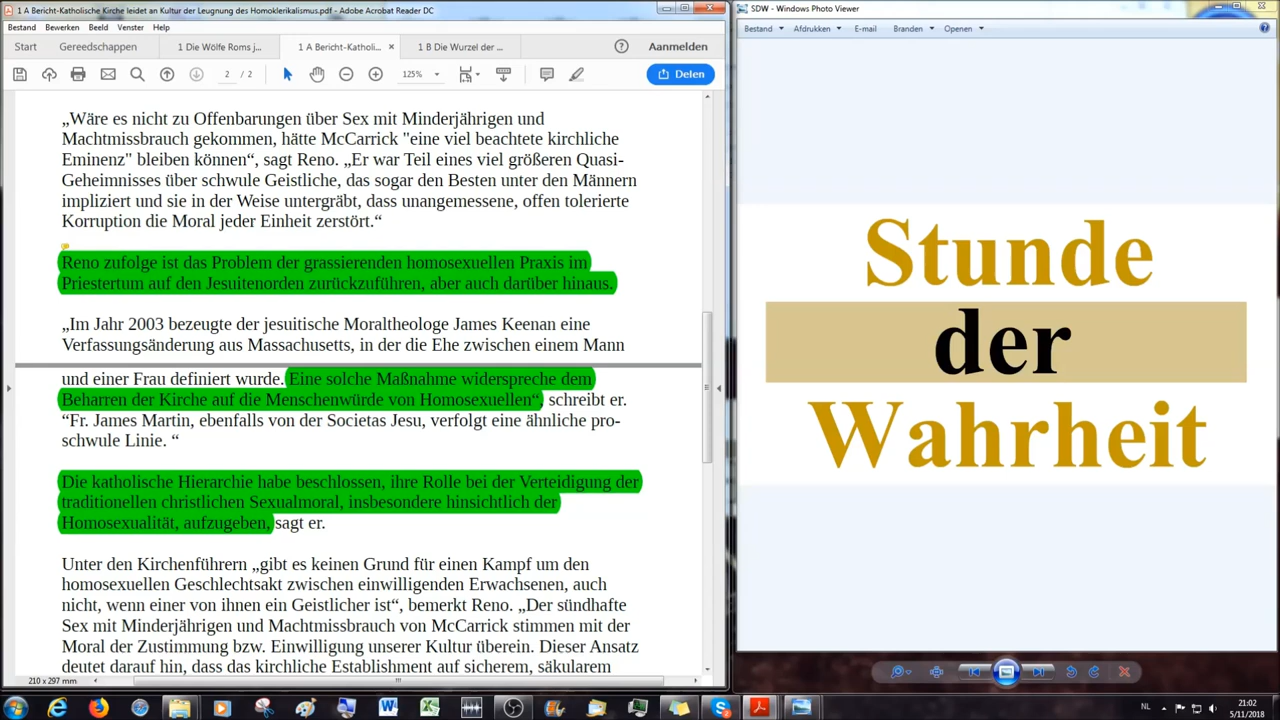 1 A Bericht-Katholische Kirche leidet an Kultur der Leugnung des Homoklerikalismus.pdf - Adobe Acrobat Reader DC
Bestand Bewerken Beeld Venster Help
Start Gereedschappen 1 Die Wölfe Roms j... 1 A Bericht-Katholi... × 1 B Die Wurzel der ... Aanmelden
2 / 2 125% Delen
„Wäre es nicht zu Offenbarungen über Sex mit Minderjährigen und
Machtmissbrauch gekommen, hätte McCarrick "eine viel beachtete kirchliche
Eminenz" bleiben können“, sagt Reno. „Er war Teil eines viel größeren Quasi-
Geheimnisses über schwule Geistliche, das sogar den Besten unter den Männern
impliziert und sie in der Weise untergräbt, dass unangemessene, offen tolerierte
Korruption die Moral jeder Einheit zerstört.“
Reno zufolge ist das Problem der grassierenden homosexuellen Praxis im
Priestertum auf den Jesuitenorden zurückzuführen, aber auch darüber hinaus.
„Im Jahr 2003 bezeugte der jesuitische Moraltheologe James Keenan eine
Verfassungsänderung aus Massachusetts, in der die Ehe zwischen einem Mann
und einer Frau definiert wurde. Eine solche Maßnahme widerspreche dem
Beharren der Kirche auf die Menschenwürde von Homosexuellen“, schreibt er.
“Fr. James Martin, ebenfalls von der Societas Jesu, verfolgt eine ähnliche pro-
schwule Linie. “
Die katholische Hierarchie habe beschlossen, ihre Rolle bei der Verteidigung der
traditionellen christlichen Sexualmoral, insbesondere hinsichtlich der
Homosexualität, aufzugeben, sagt er.
Unter den Kirchenführern „gibt es keinen Grund für einen Kampf um den
homosexuellen Geschlechtsakt zwischen einwilligenden Erwachsenen, auch
nicht, wenn einer von ihnen ein Geistlicher ist“, bemerkt Reno. „Der sündhafte
Sex mit Minderjährigen und Machtmissbrauch von McCarrick stimmen mit der
Moral der Zustimmung bzw. Einwilligung unserer Kultur überein. Dieser Ansatz
deutet darauf hin, dass das kirchliche Establishment auf sicherem, säkularem
210 x 297 mm
SDW - Windows Photo Viewer
Bestand Afdrukken E-mail Branden Openen
Stunde
der
Wahrheit
NL
21:02
5/11/2018